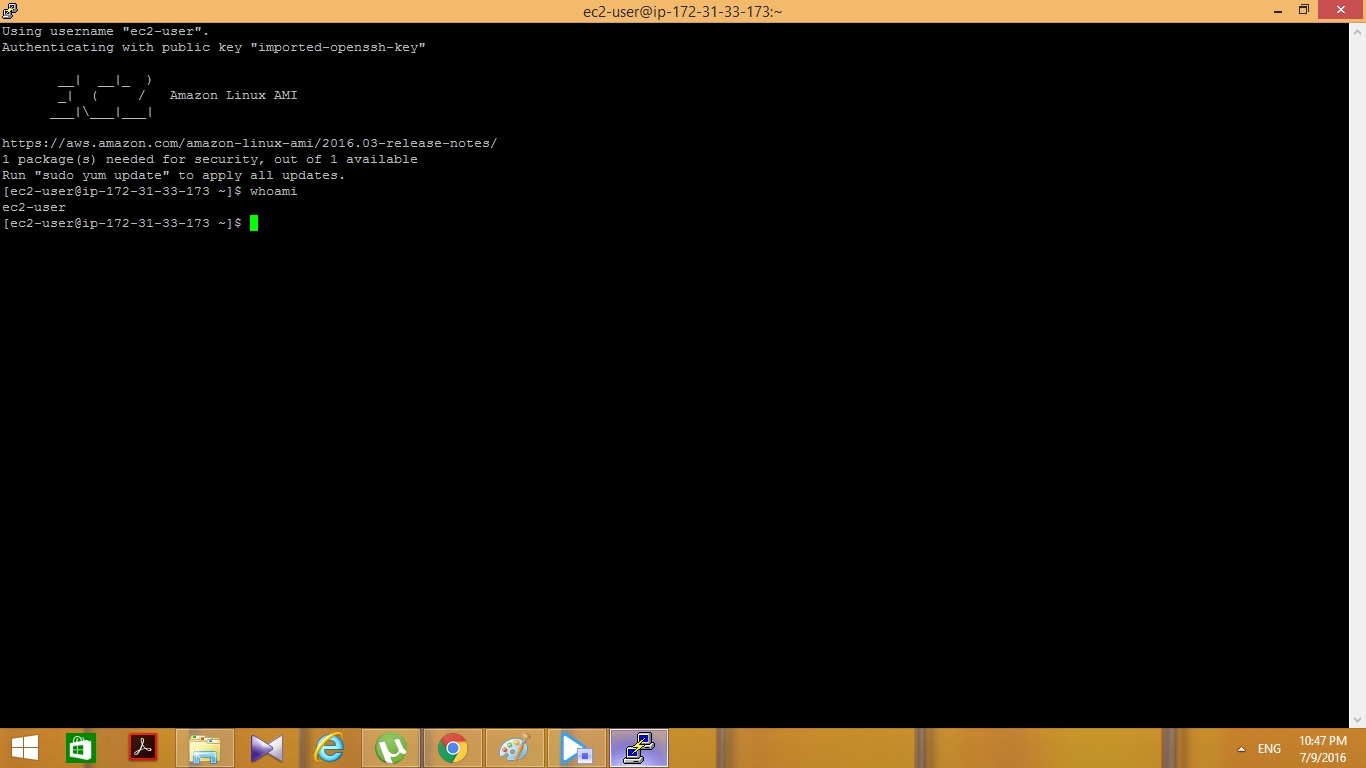 ec2-user@ip-172-31-33-173:~
Using username "ec2-user".
Authenticating with public key "imported-openssh-key"
       __|  __|_  )
       _|  (     /   Amazon Linux AMI
      ___|\___|___|
https://aws.amazon.com/amazon-linux-ami/2016.03-release-notes/
1 package(s) needed for security, out of 1 available
Run "sudo yum update" to apply all updates.
[ec2-user@ip-172-31-33-173 ~]$ whoami
ec2-user
[ec2-user@ip-172-31-33-173 ~]$
ENG
10:47 PM
7/9/2016